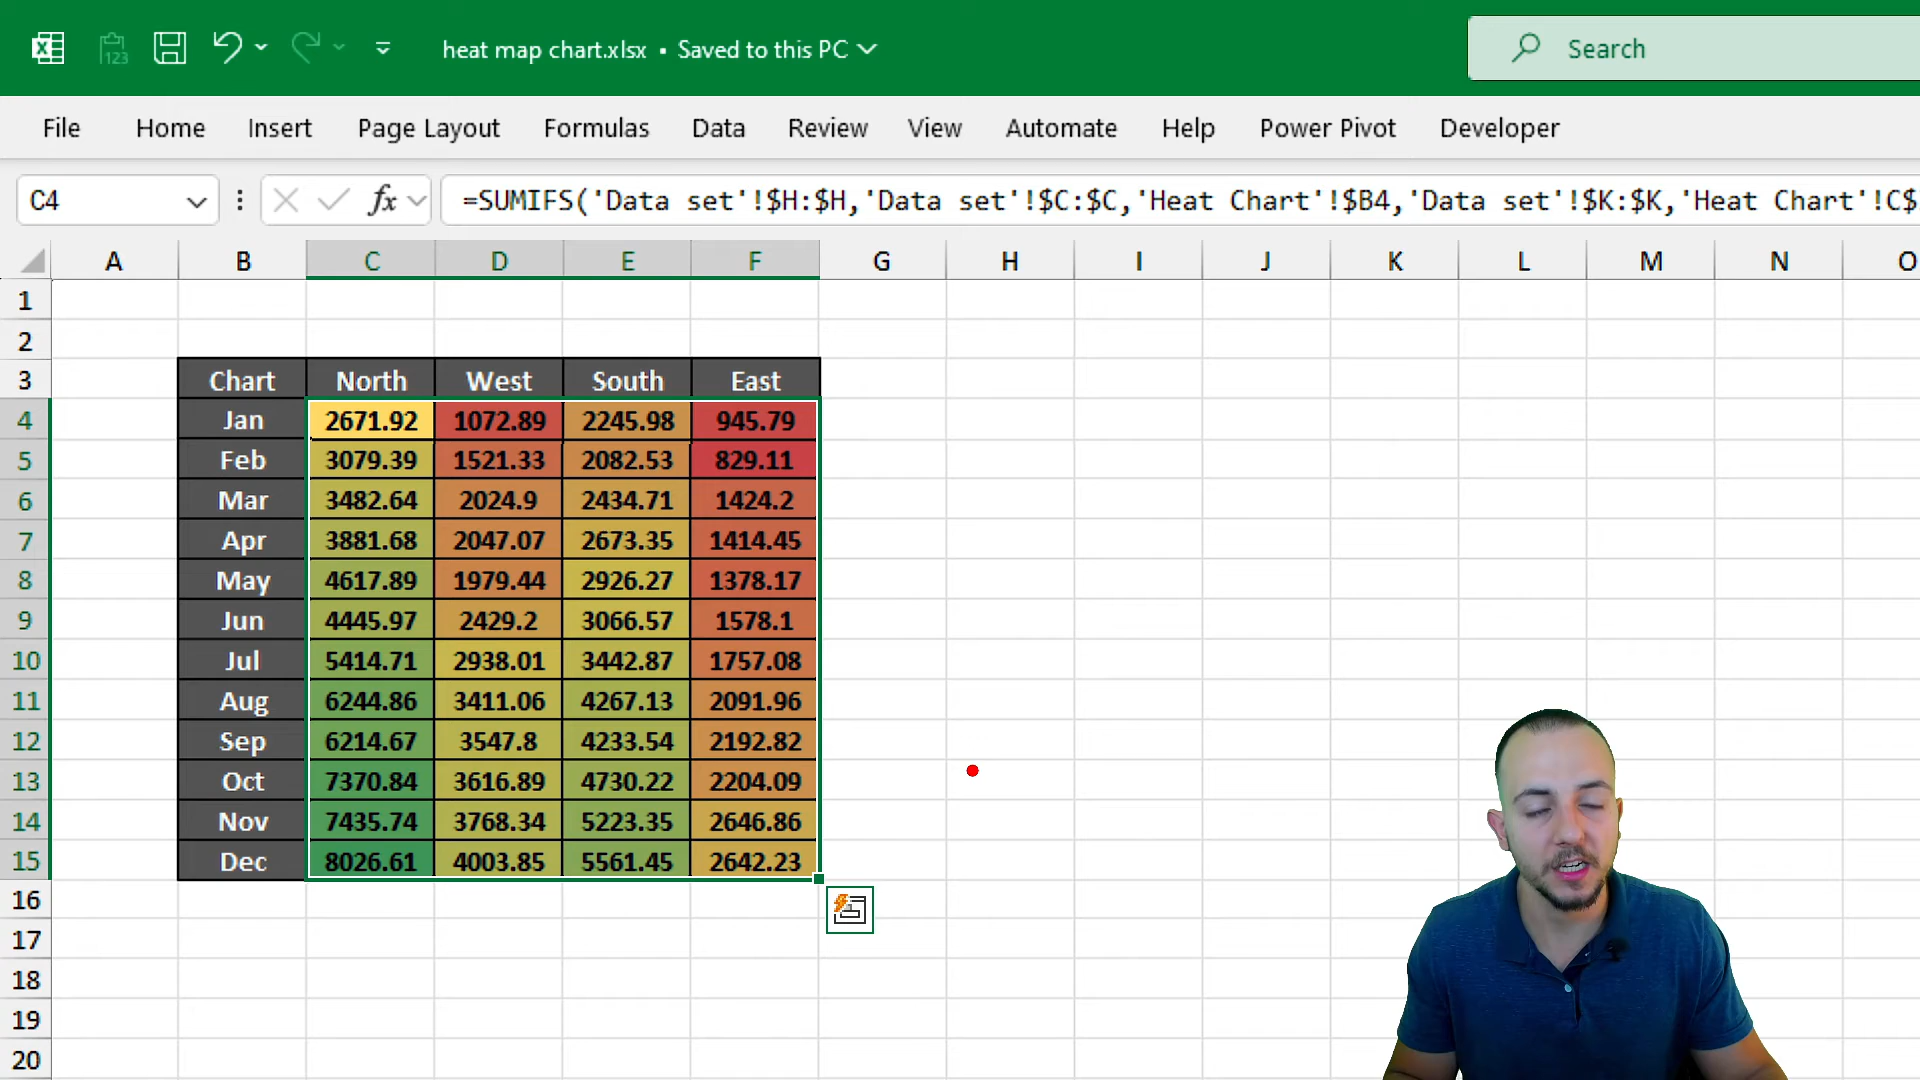 123
heat map chart.xlsx • Saved to this PC
Search
File Home Insert Page Layout Formulas Data Review View Automate Help Power Pivot Developer
C4 fx =SUMIFS('Data set'!$H:$H,'Data set'!$C:$C,'Heat Chart'!$B4,'Data set'!$K:$K,'Heat Chart'!C$
A B C D E F G H I J K L M N O
1
2
3 Chart North West South East
4 Jan 2671.92 1072.89 2245.98 945.79
5 Feb 3079.39 1521.33 2082.53 829.11
6 Mar 3482.64 2024.9 2434.71 1424.2
7 Apr 3881.68 2047.07 2673.35 1414.45
8 May 4617.89 1979.44 2926.27 1378.17
9 Jun 4445.97 2429.2 3066.57 1578.1
10 Jul 5414.71 2938.01 3442.87 1757.08
11 Aug 6244.86 3411.06 4267.13 2091.96
12 Sep 6214.67 3547.8 4233.54 2192.82
13 Oct 7370.84 3616.89 4730.22 2204.09
14 Nov 7435.74 3768.34 5223.35 2646.86
15 Dec 8026.61 4003.85 5561.45 2642.23
16
17
18
19
20